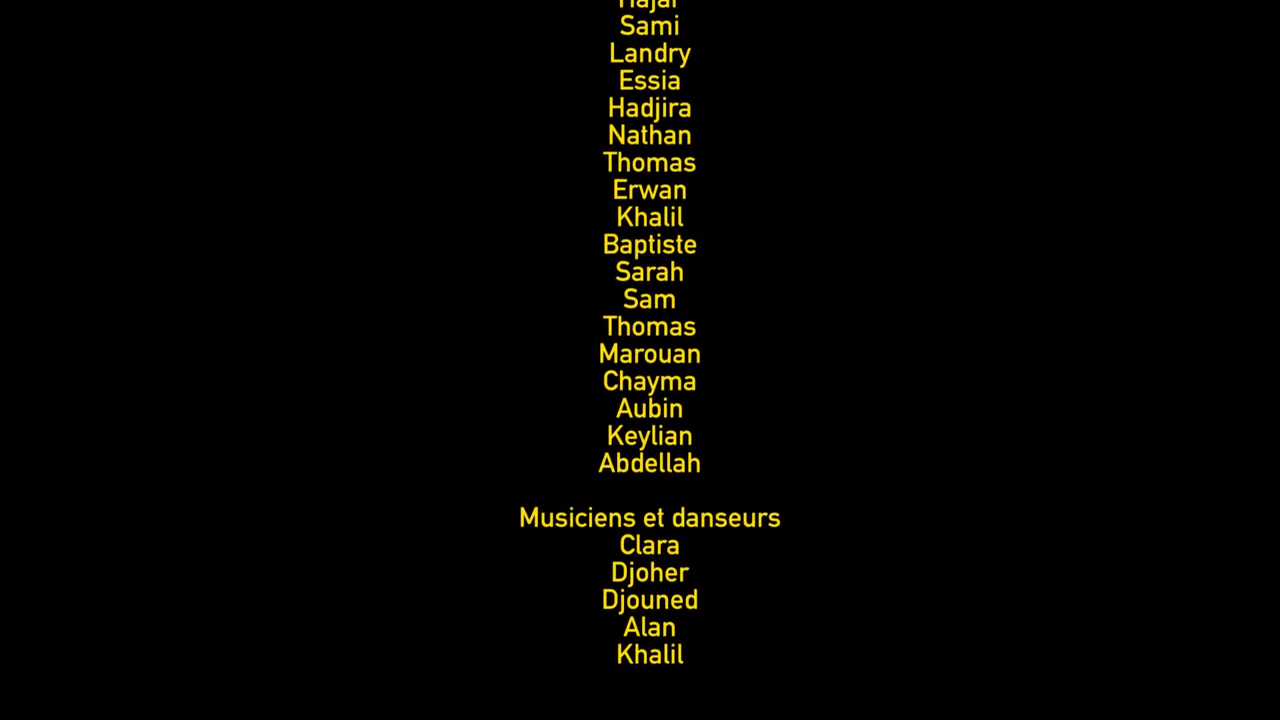 Hajar
Sami
Landry
Essia
Hadjira
Nathan
Thomas
Erwan
Khalil
Baptiste
Sarah
Sam
Thomas
Marouan
Chayma
Aubin
Keylian
Abdellah
Musiciens et danseurs
Clara
Djoher
Djouned
Alan
Khalil